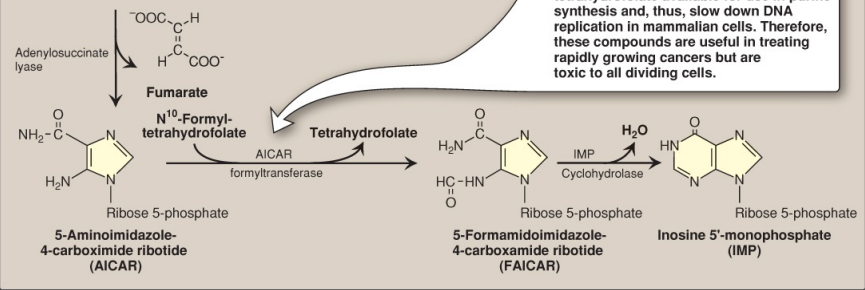 synthesis and, thus, slow down DNA
replication in mammalian cells. Therefore,
these compounds are useful in treating
rapidly growing cancers but are
toxic to all dividing cells.
⁻OOC H
C
C
H COO⁻
Adenylosuccinate
lyase
Fumarate
N¹⁰-Formyl-
tetrahydrofolate
Tetrahydrofolate
AICAR
formyltransferase
H₂O
IMP
Cyclohydrolase
O
NH₂-C
N
H₂N
N
Ribose 5-phosphate
5-Aminoimidazole-
4-carboximide ribotide
(AICAR)
O
C
H₂N
N
HC-HN
O
N
Ribose 5-phosphate
5-Formamidoimidazole-
4-carboxamide ribotide
(FAICAR)
O
HN
N
N
N
Ribose 5-phosphate
Inosine 5'-monophosphate
(IMP)